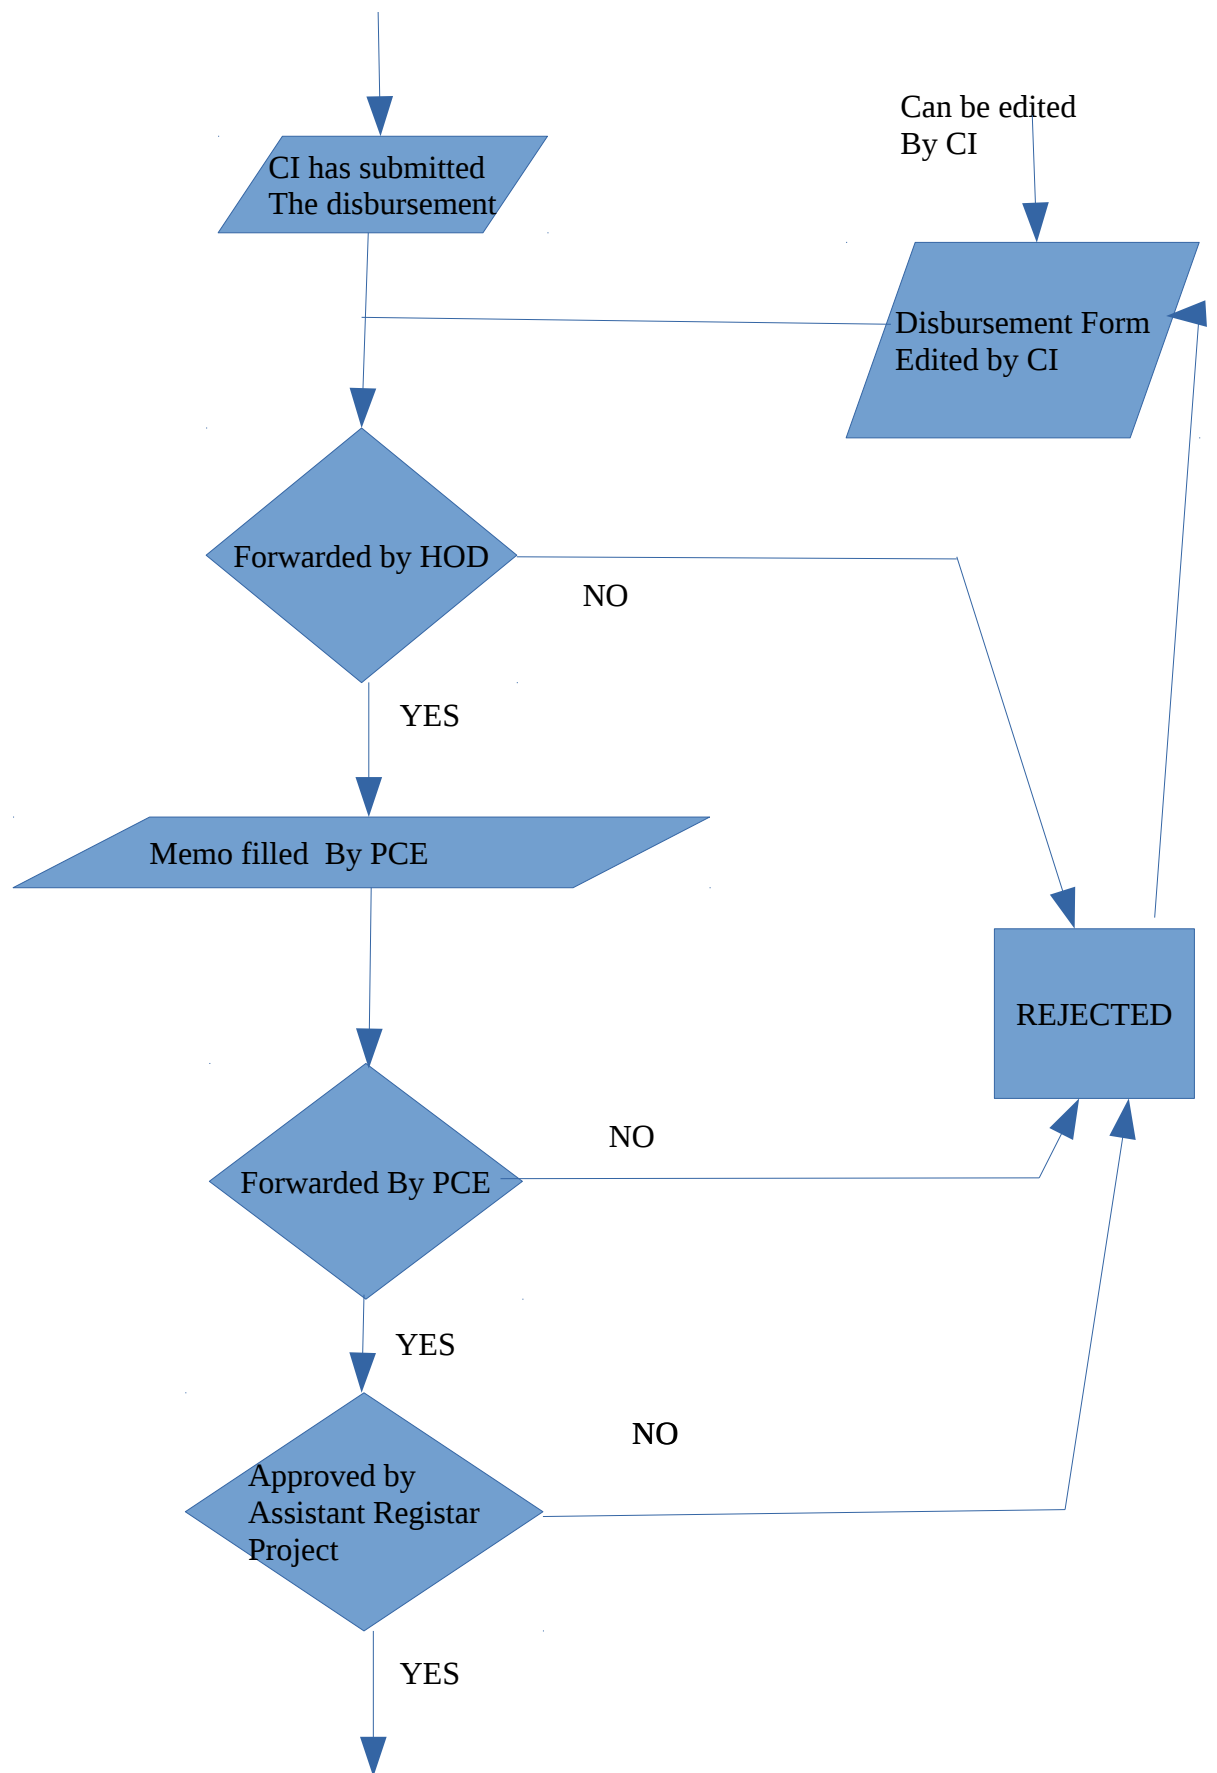 Can be edited
By CI
CI has submitted
The disbursement
Disbursement Form
Edited by CI
Forwarded by HOD
NO
YES
Memo filled  By PCE
REJECTED
NO
Forwarded By PCE
YES
NO
Approved by
Assistant Registar
Project
YES